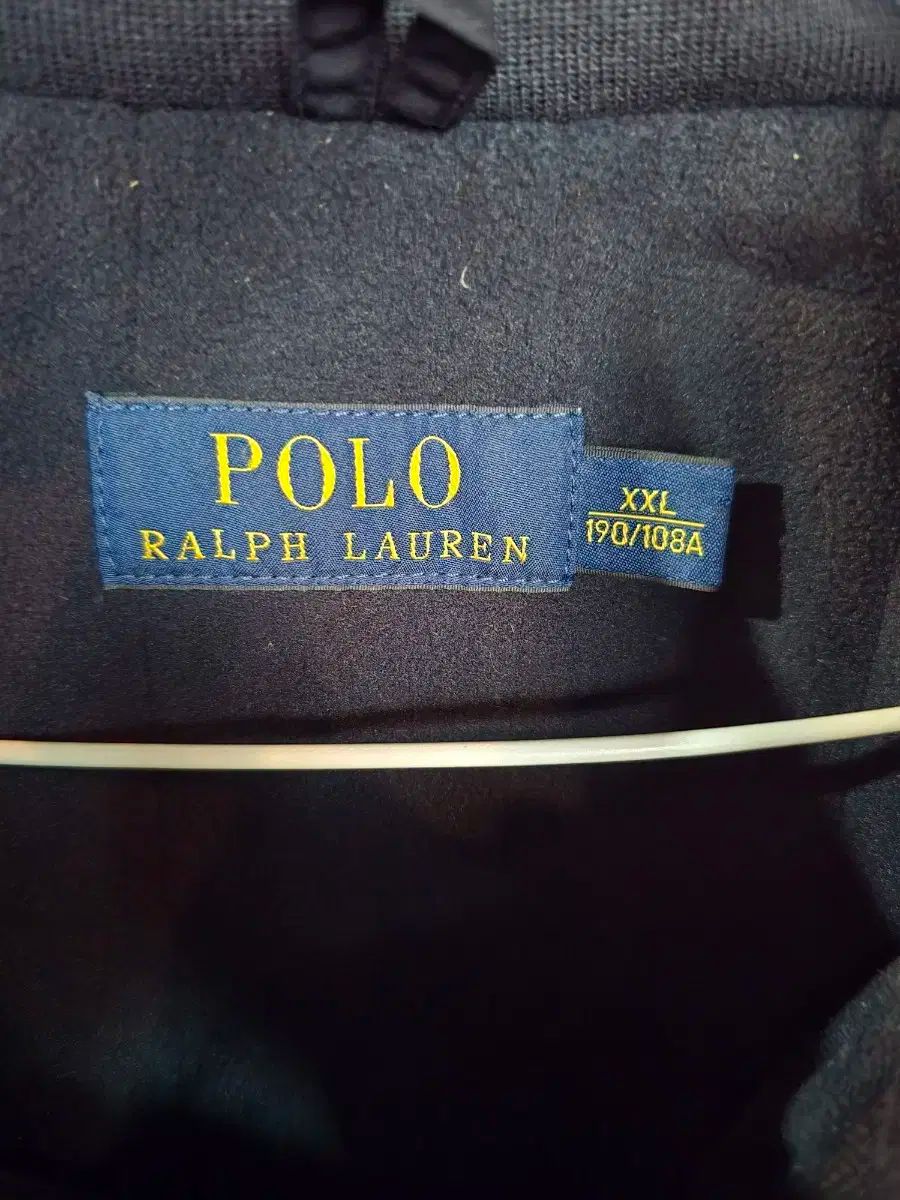 POLO
RALPH LAUREN
XXL
190/108A